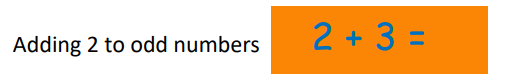 Adding 2 to odd numbers
2 + 3 =